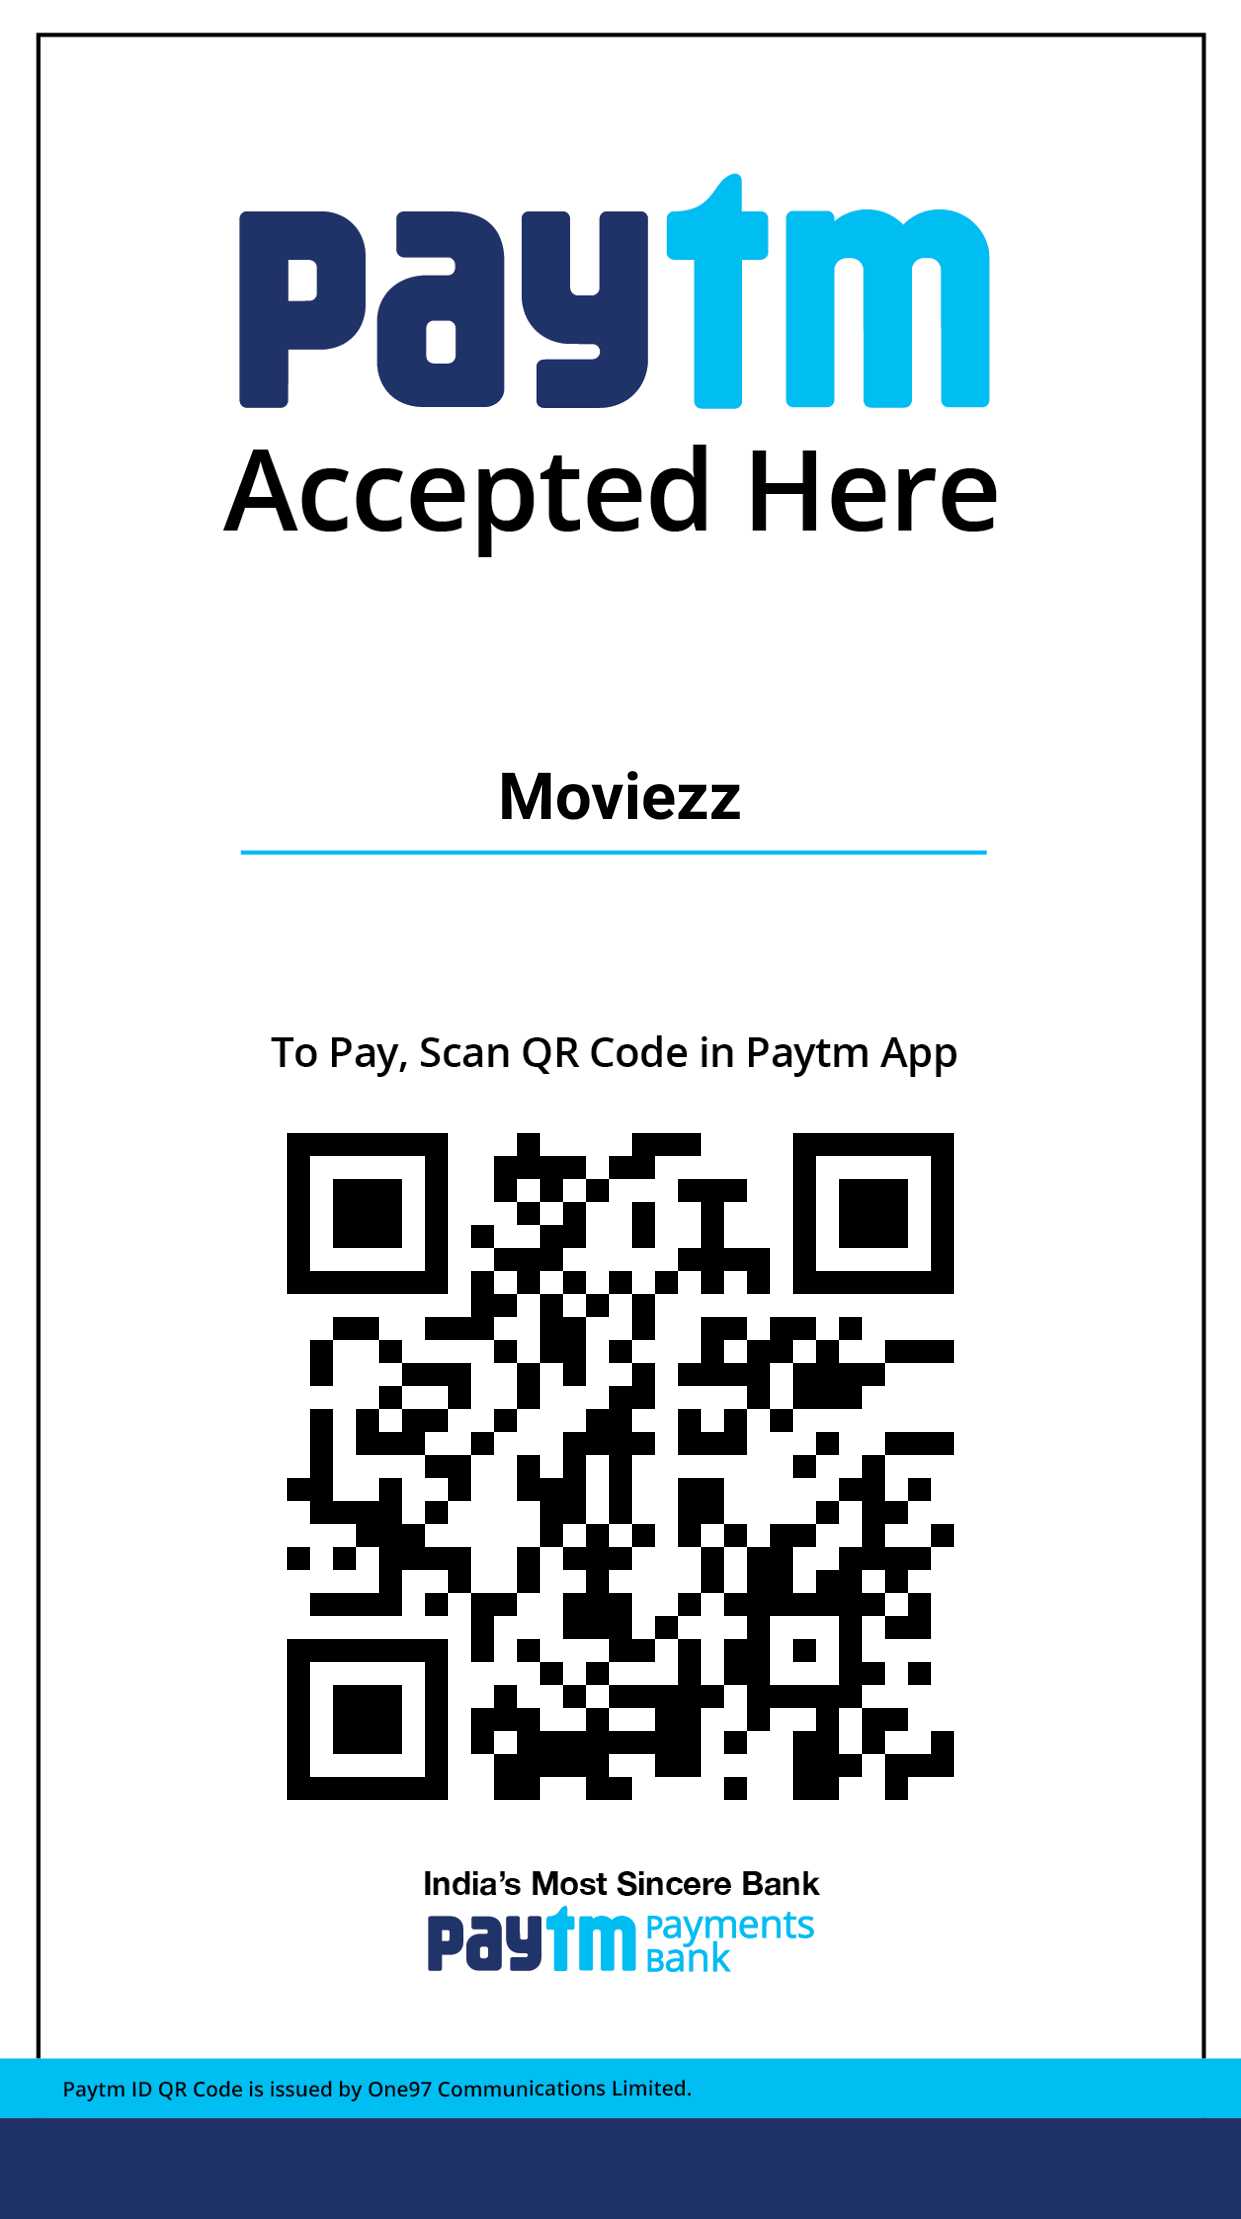 paytm
Accepted Here
Moviezz
To Pay, Scan QR Code in Paytm App
India's Most Sincere Bank
paytm Payments
Bank
Paytm ID QR Code is issued by One97 Communications Limited.